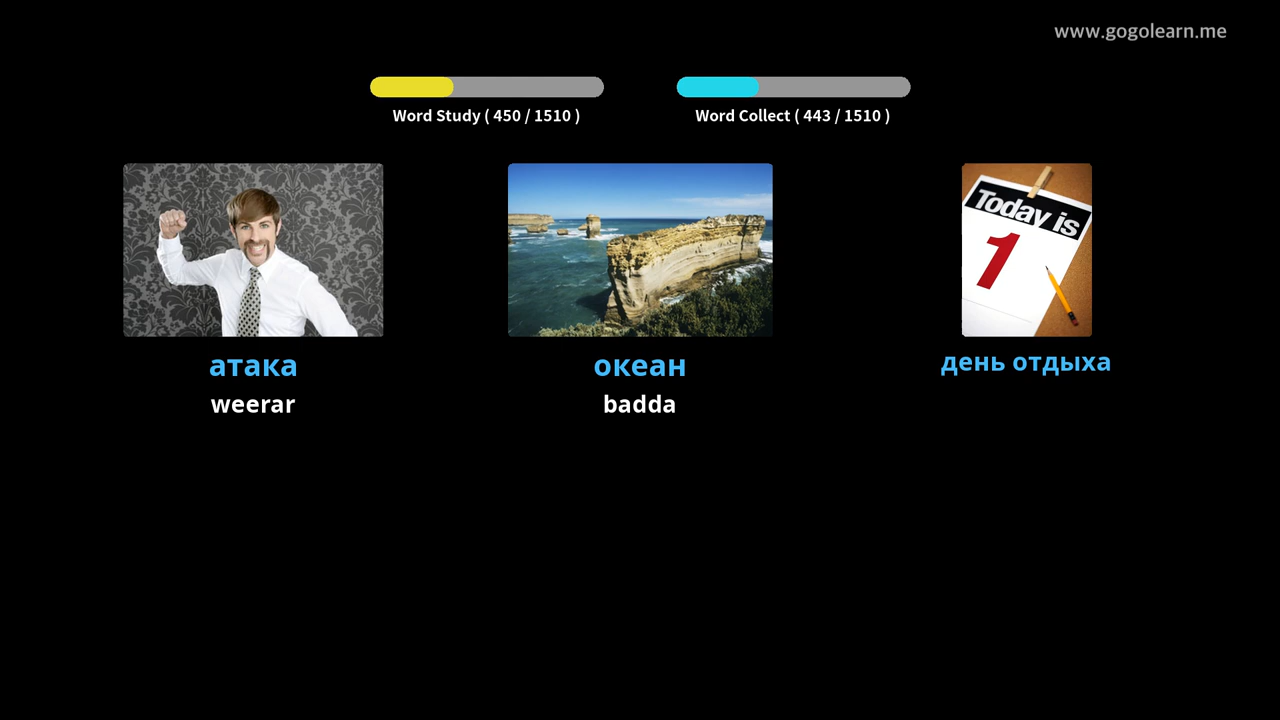 www.gogolearn.me
Word Study ( 450 / 1510 )
Word Collect ( 443 / 1510 )
Today is
1
атака
океан
день отдыха
weerar
badda